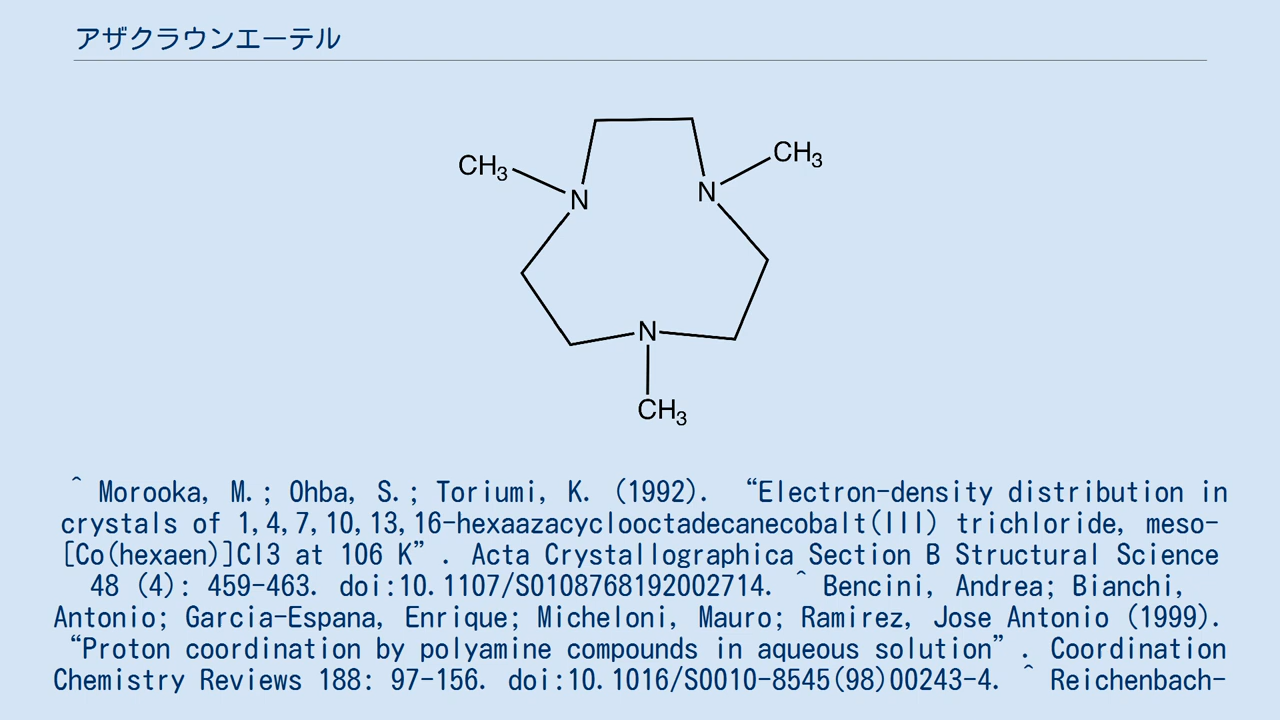 アザクラウンエーテル
CH3
CH3
N
N
N
CH3
^ Morooka, M.; Ohba, S.; Toriumi, K. (1992). “Electron-density distribution in
crystals of 1,4,7,10,13,16-hexaazacyclooctadecanecobalt(III) trichloride, meso-
[Co(hexaen)]Cl3 at 106 K”. Acta Crystallographica Section B Structural Science
48 (4): 459-463. doi:10.1107/S0108768192002714. ^ Bencini, Andrea; Bianchi,
Antonio; Garcia-Espana, Enrique; Micheloni, Mauro; Ramirez, Jose Antonio (1999).
“Proton coordination by polyamine compounds in aqueous solution”. Coordination
Chemistry Reviews 188: 97-156. doi:10.1016/S0010-8545(98)00243-4. ^ Reichenbach-